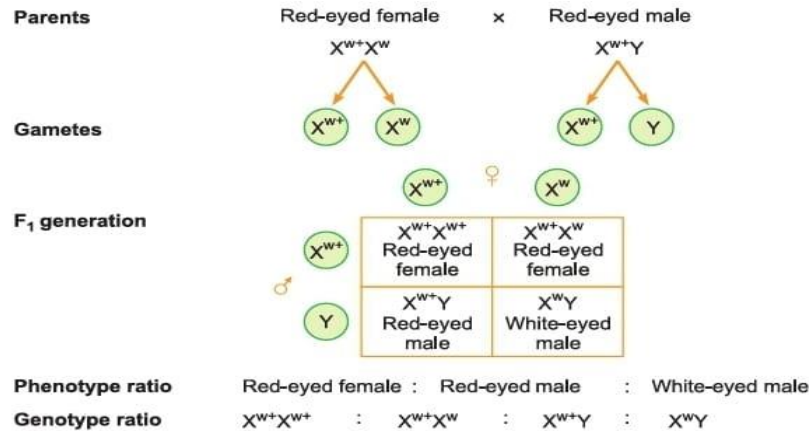 Parents Red-eyed female × Red-eyed male
Xʷ⁺Xʷ Xʷ⁺Y
Gametes Xʷ⁺ Xʷ Xʷ⁺ Y
Xʷ⁺ ♀ Xʷ
F₁ generation
Xʷ⁺ Xʷ⁺Xʷ⁺ Xʷ⁺Xʷ
Red-eyed Red-eyed
female female
♂
Y Xʷ⁺Y XʷY
Red-eyed White-eyed
male male
Phenotype ratio Red-eyed female : Red-eyed male : White-eyed male
Genotype ratio Xʷ⁺Xʷ⁺ : Xʷ⁺Xʷ : Xʷ⁺Y : XʷY